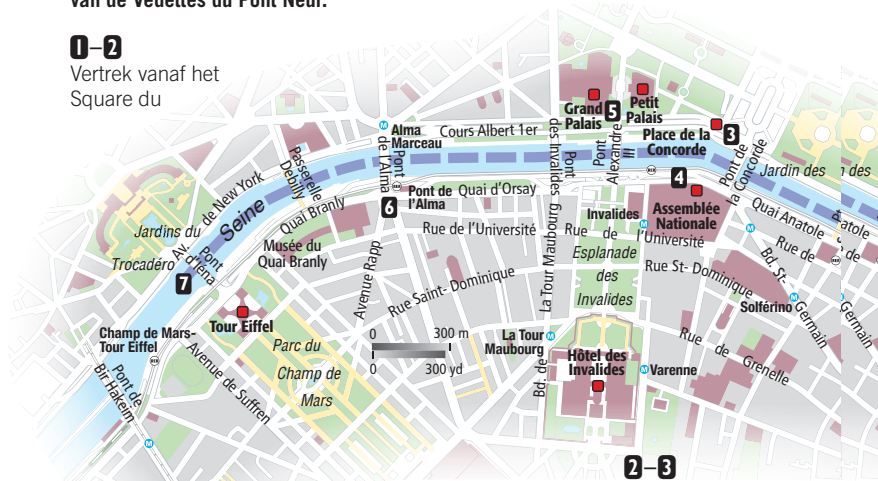 van de Vedettes du Pont Neuf.
1–2
Vertrek vanaf het
Square du
Grand
Palais
5
Petit
Palais
3
Alma
Marceau
Cours Albert 1er
Place de la
Concorde
Pont
de l'Alma
Pont
des Invalides
Pont
Alexandre
III
Pont de
la Concorde
Jardin des
des
Passerelle
Debilly
Av. de New York
Seine
Quai Branly
Pont de
l'Alma
6
Quai d'Orsay
4
Assemblée
Nationale
Quai Anatole
Anatole
Jardins du
Trocadéro
Pont
d'Iéna
7
Musée du
Quai Branly
Rue de l'Université
Invalides
Rue de l'Université
Rue de
de
Esplanade
des
Invalides
Rue St- Dominique
Bd. St- Germain
Germain
Solférino
Avenue Rapp
Rue Saint- Dominique
Bd. de La Tour Maubourg
Tour Eiffel
Champ de Mars-
Tour Eiffel
Parc du
Champ de
Mars
0 300 m
0 300 yd
La Tour
Maubourg
Hôtel des
Invalides
Varenne
Rue de Grenelle
Avenue de Suffren
Pont de
Bir Hakeim
2–3